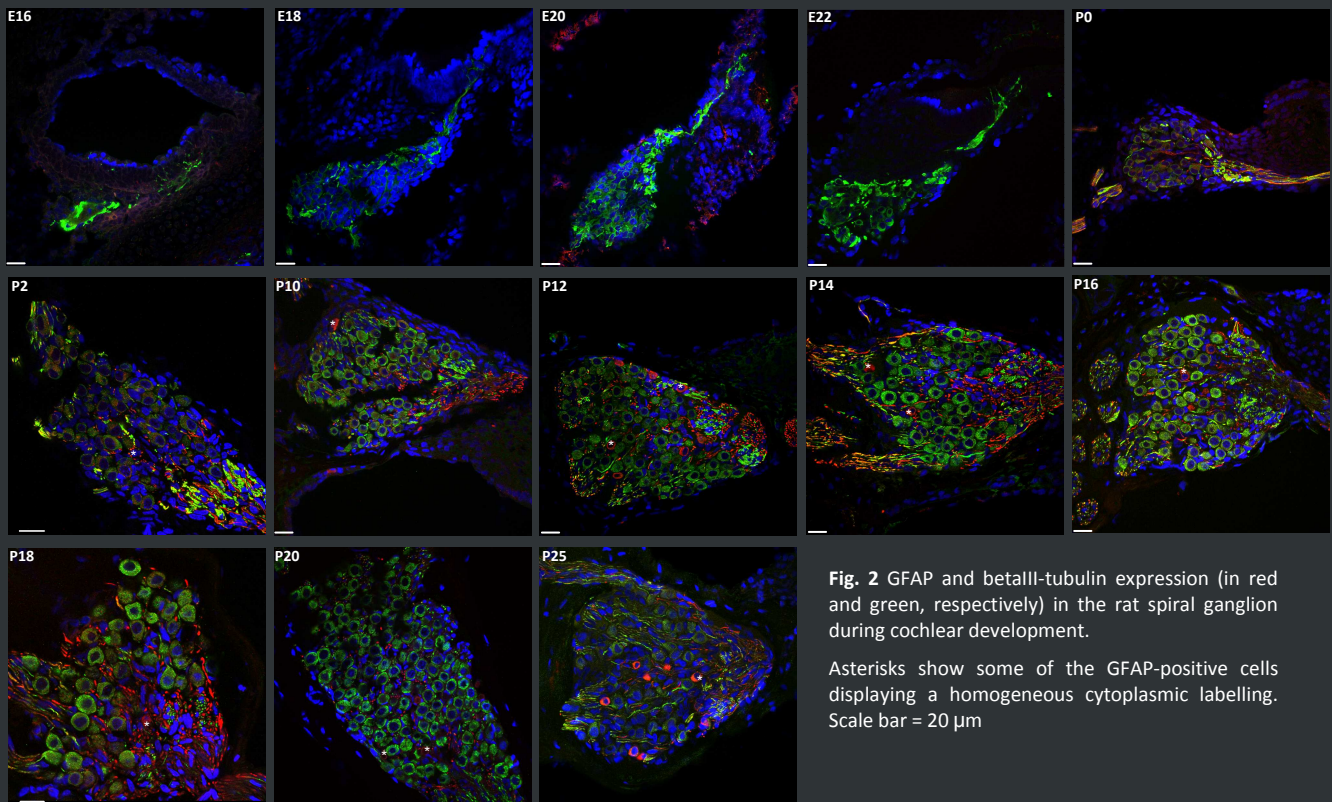 E16
E18
E20
E22
P0
P2
P10
P12
P14
P16
P18
P20
P25
*
*
*
*
*
*
*
*
*
*
*
*
Fig. 2 GFAP and betaIII-tubulin expression (in red
and green, respectively) in the rat spiral ganglion
during cochlear development.
Asterisks show some of the GFAP-positive cells
displaying a homogeneous cytoplasmic labelling.
Scale bar = 20 µm